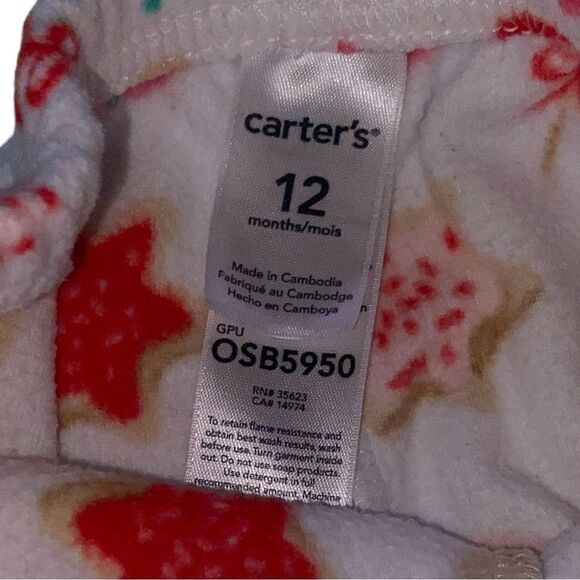 carter's®
12
months/mois
Made in Cambodia
Fabriqué au Cambodge
Hecho en Camboya
GPU
OSB5950
RN# 35623
CA# 14974
To retain flame resistance and
obtain best wash results, wash
before use. Turn garment inside
out. Do not use soap products.
Use detergent in full
recommended amount. Machine